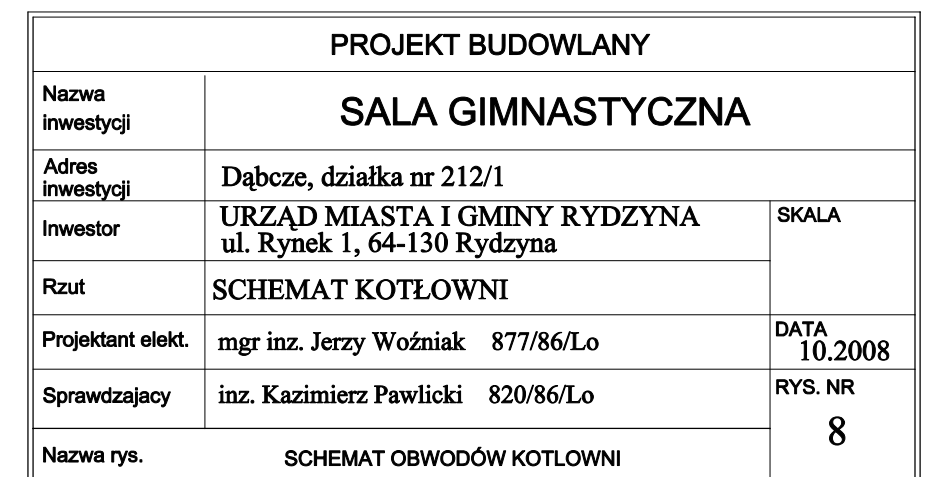 PROJEKT BUDOWLANY
Nazwa
inwestycji
SALA GIMNASTYCZNA
Adres
inwestycji
Dąbcze, działka nr 212/1
Inwestor
URZĄD MIASTA I GMINY RYDZYNA
ul. Rynek 1, 64-130 Rydzyna
SKALA
Rzut
SCHEMAT KOTŁOWNI
Projektant elekt.
mgr inz. Jerzy Woźniak 877/86/Lo
DATA
10.2008
Sprawdzajacy
inz. Kazimierz Pawlicki 820/86/Lo
RYS. NR
8
Nazwa rys.
SCHEMAT OBWODÓW KOTLOWNI